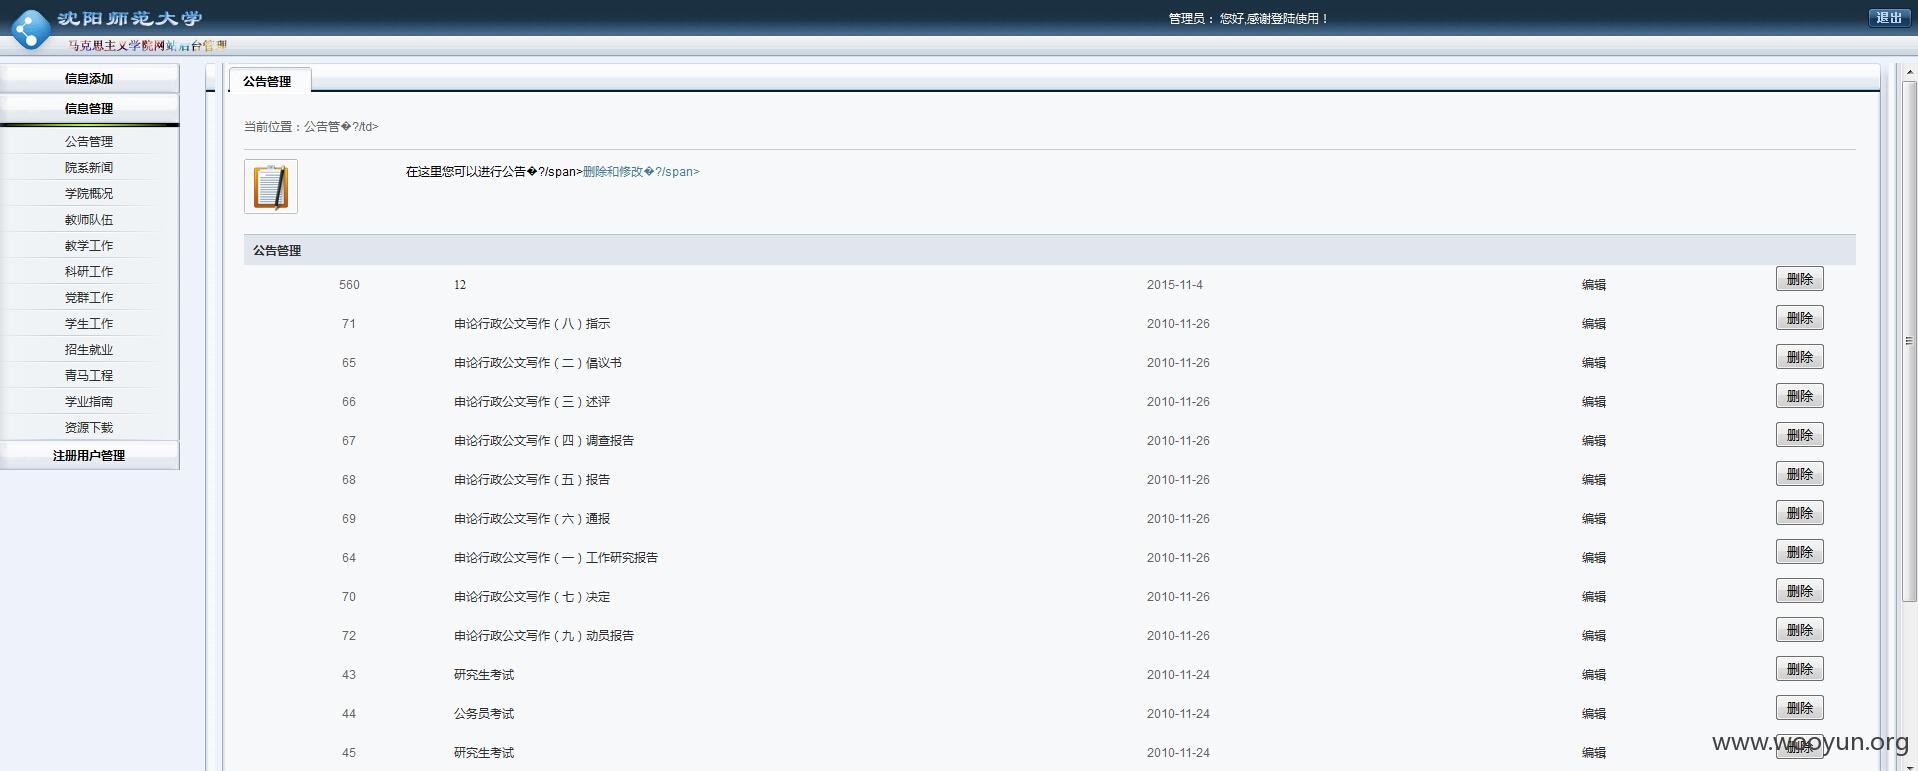 沈阳师范大学
管理员： 您好,感谢登陆使用！
退出
马克思主义学院网站后台管理
信息添加
信息管理
公告管理
院系新闻
学院概况
教师队伍
教学工作
科研工作
党群工作
学生工作
招生就业
青马工程
学业指南
资源下载
注册用户管理
公告管理
当前位置：公告管�?/td>
在这里您可以进行公告�?/span>删除和修改�?/span>
公告管理
560 12 2015-11-4 编辑 删除
71 申论行政公文写作（八）指示 2010-11-26 编辑 删除
65 申论行政公文写作（二）倡议书 2010-11-26 编辑 删除
66 申论行政公文写作（三）述评 2010-11-26 编辑 删除
67 申论行政公文写作（四）调查报告 2010-11-26 编辑 删除
68 申论行政公文写作（五）报告 2010-11-26 编辑 删除
69 申论行政公文写作（六）通报 2010-11-26 编辑 删除
64 申论行政公文写作（一）工作研究报告 2010-11-26 编辑 删除
70 申论行政公文写作（七）决定 2010-11-26 编辑 删除
72 申论行政公文写作（九）动员报告 2010-11-26 编辑 删除
43 研究生考试 2010-11-24 编辑 删除
44 公务员考试 2010-11-24 编辑 删除
45 研究生考试 2010-11-24 编辑 删除
www.wooyun.org